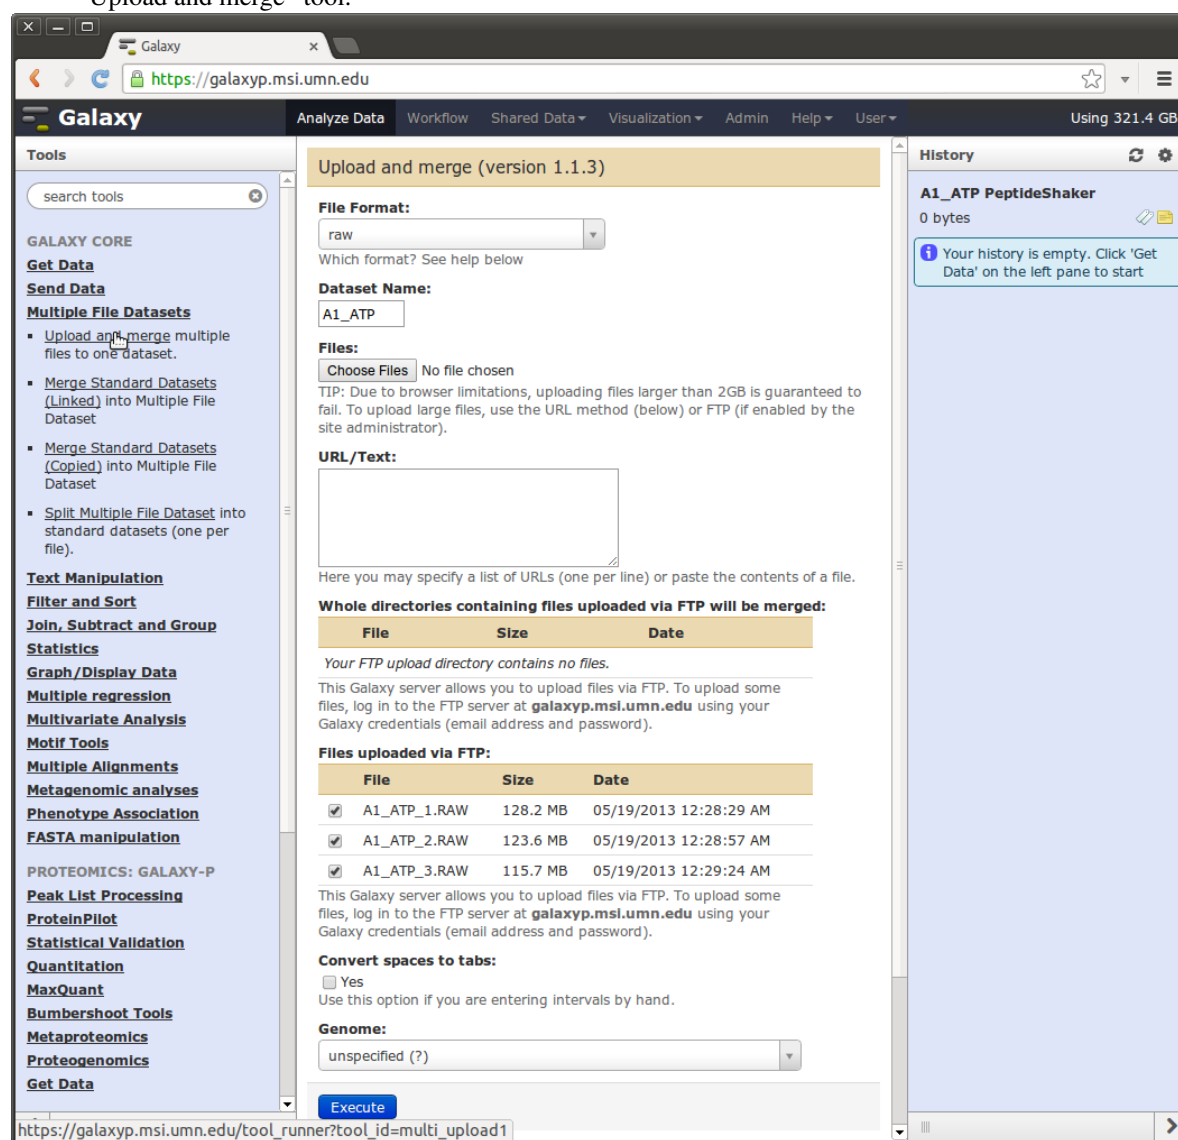 "Upload and merge" tool.
Galaxy
https://galaxyp.msi.umn.edu
Galaxy
Analyze Data Workflow Shared Data Visualization Admin Help User
Using 321.4 GB
Tools
search tools
GALAXY CORE
Get Data
Send Data
Multiple File Datasets
Upload and merge multiple
files to one dataset.
Merge Standard Datasets
(Linked) into Multiple File
Dataset
Merge Standard Datasets
(Copied) into Multiple File
Dataset
Split Multiple File Dataset into
standard datasets (one per
file).
Text Manipulation
Filter and Sort
Join, Subtract and Group
Statistics
Graph/Display Data
Multiple regression
Multivariate Analysis
Motif Tools
Multiple Alignments
Metagenomic analyses
Phenotype Association
FASTA manipulation
PROTEOMICS: GALAXY-P
Peak List Processing
ProteinPilot
Statistical Validation
Quantitation
MaxQuant
Bumbershoot Tools
Metaproteomics
Proteogenomics
Get Data
https://galaxyp.msi.umn.edu/tool_runner?tool_id=multi_upload1
Upload and merge (version 1.1.3)
File Format:
raw
Which format? See help below
Dataset Name:
A1_ATP
Files:
Choose Files No file chosen
TIP: Due to browser limitations, uploading files larger than 2GB is guaranteed to
fail. To upload large files, use the URL method (below) or FTP (if enabled by the
site administrator).
URL/Text:
Here you may specify a list of URLs (one per line) or paste the contents of a file.
Whole directories containing files uploaded via FTP will be merged:
File Size Date
Your FTP upload directory contains no files.
This Galaxy server allows you to upload files via FTP. To upload some
files, log in to the FTP server at galaxyp.msi.umn.edu using your
Galaxy credentials (email address and password).
Files uploaded via FTP:
File Size Date
A1_ATP_1.RAW 128.2 MB 05/19/2013 12:28:29 AM
A1_ATP_2.RAW 123.6 MB 05/19/2013 12:28:57 AM
A1_ATP_3.RAW 115.7 MB 05/19/2013 12:29:24 AM
This Galaxy server allows you to upload files via FTP. To upload some
files, log in to the FTP server at galaxyp.msi.umn.edu using your
Galaxy credentials (email address and password).
Convert spaces to tabs:
Yes
Use this option if you are entering intervals by hand.
Genome:
unspecified (?)
Execute
History
A1_ATP PeptideShaker
0 bytes
Your history is empty. Click 'Get
Data' on the left pane to start